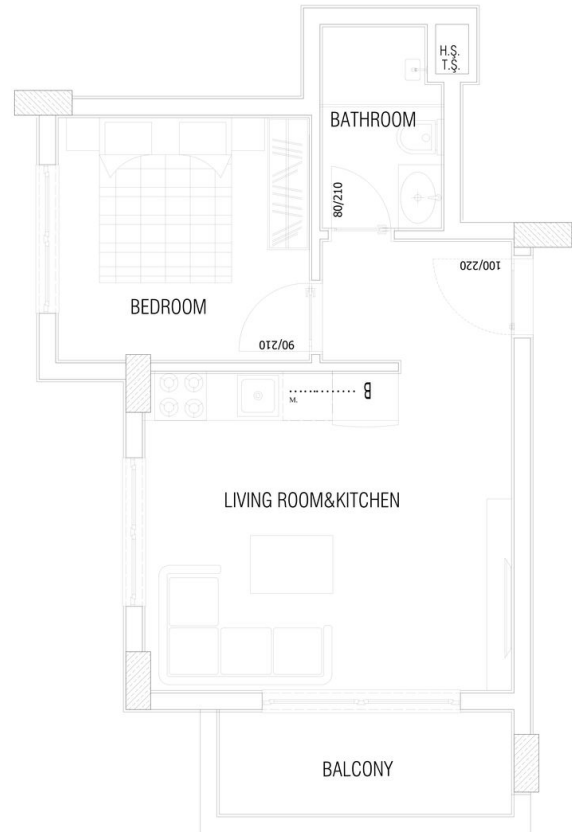 H.Ş.
T.Ş.
BATHROOM
80/210
100/220
BEDROOM
90/210
M.
B
LIVING ROOM&KITCHEN
BALCONY